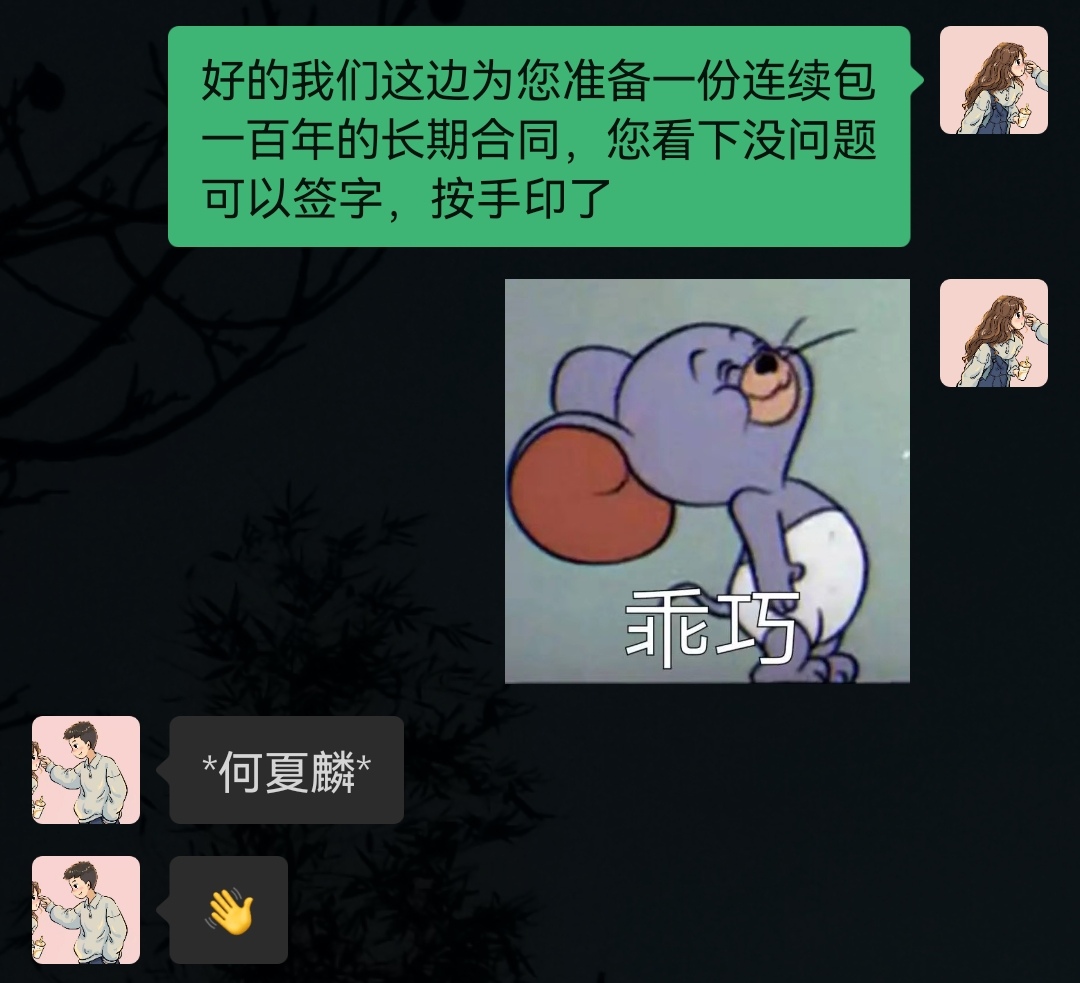 好的我们这边为您准备一份连续包
一百年的长期合同，您看下没问题
可以签字，按手印了
乖巧
*何夏麟*
👋